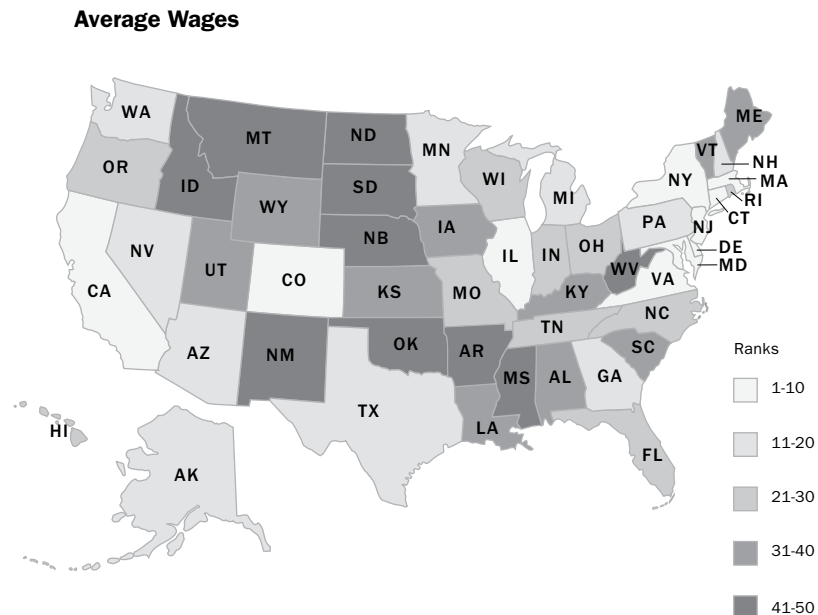 Average Wages
WA
MT
ND
MN
ME
VT
NH
OR
ID
SD
WI
MI
NY
MA
RI
CT
WY
NB
IA
PA
NJ
NV
UT
CO
IL
IN
OH
DE
MD
CA
KS
MO
WV
VA
KY
NC
AZ
NM
OK
AR
TN
SC
MS
AL
GA
TX
LA
FL
HI
AK
Ranks
1-10
11-20
21-30
31-40
41-50